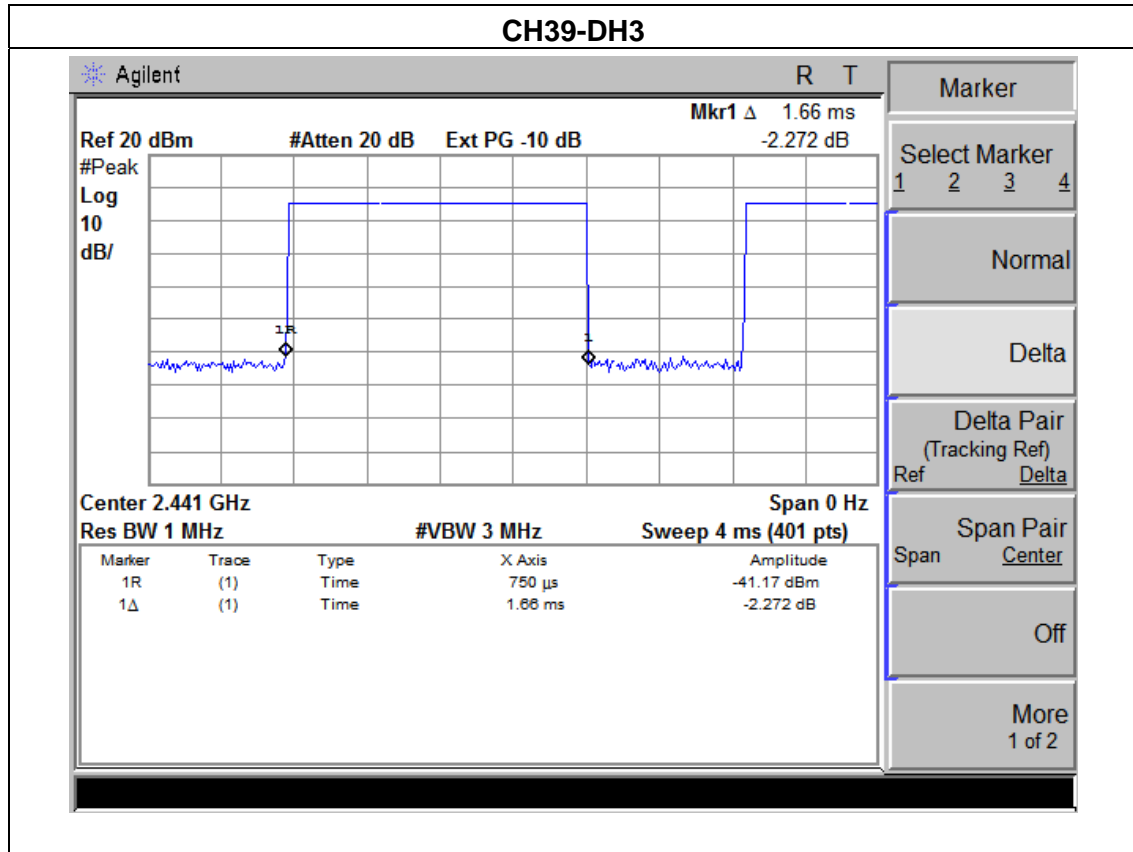 CH39-DH3
Agilent R T
Mkr1 Δ 1.66 ms
Ref 20 dBm #Atten 20 dB Ext PG -10 dB -2.272 dB
#Peak
Log
10
dB/
1R
1
Center 2.441 GHz Span 0 Hz
Res BW 1 MHz #VBW 3 MHz Sweep 4 ms (401 pts)
Marker Trace Type X Axis Amplitude
1R (1) Time 750 μs -41.17 dBm
1Δ (1) Time 1.66 ms -2.272 dB
Marker
Select Marker
1 2 3 4
Normal
Delta
Delta Pair
(Tracking Ref)
Ref Delta
Span Pair
Span Center
Off
More
1 of 2